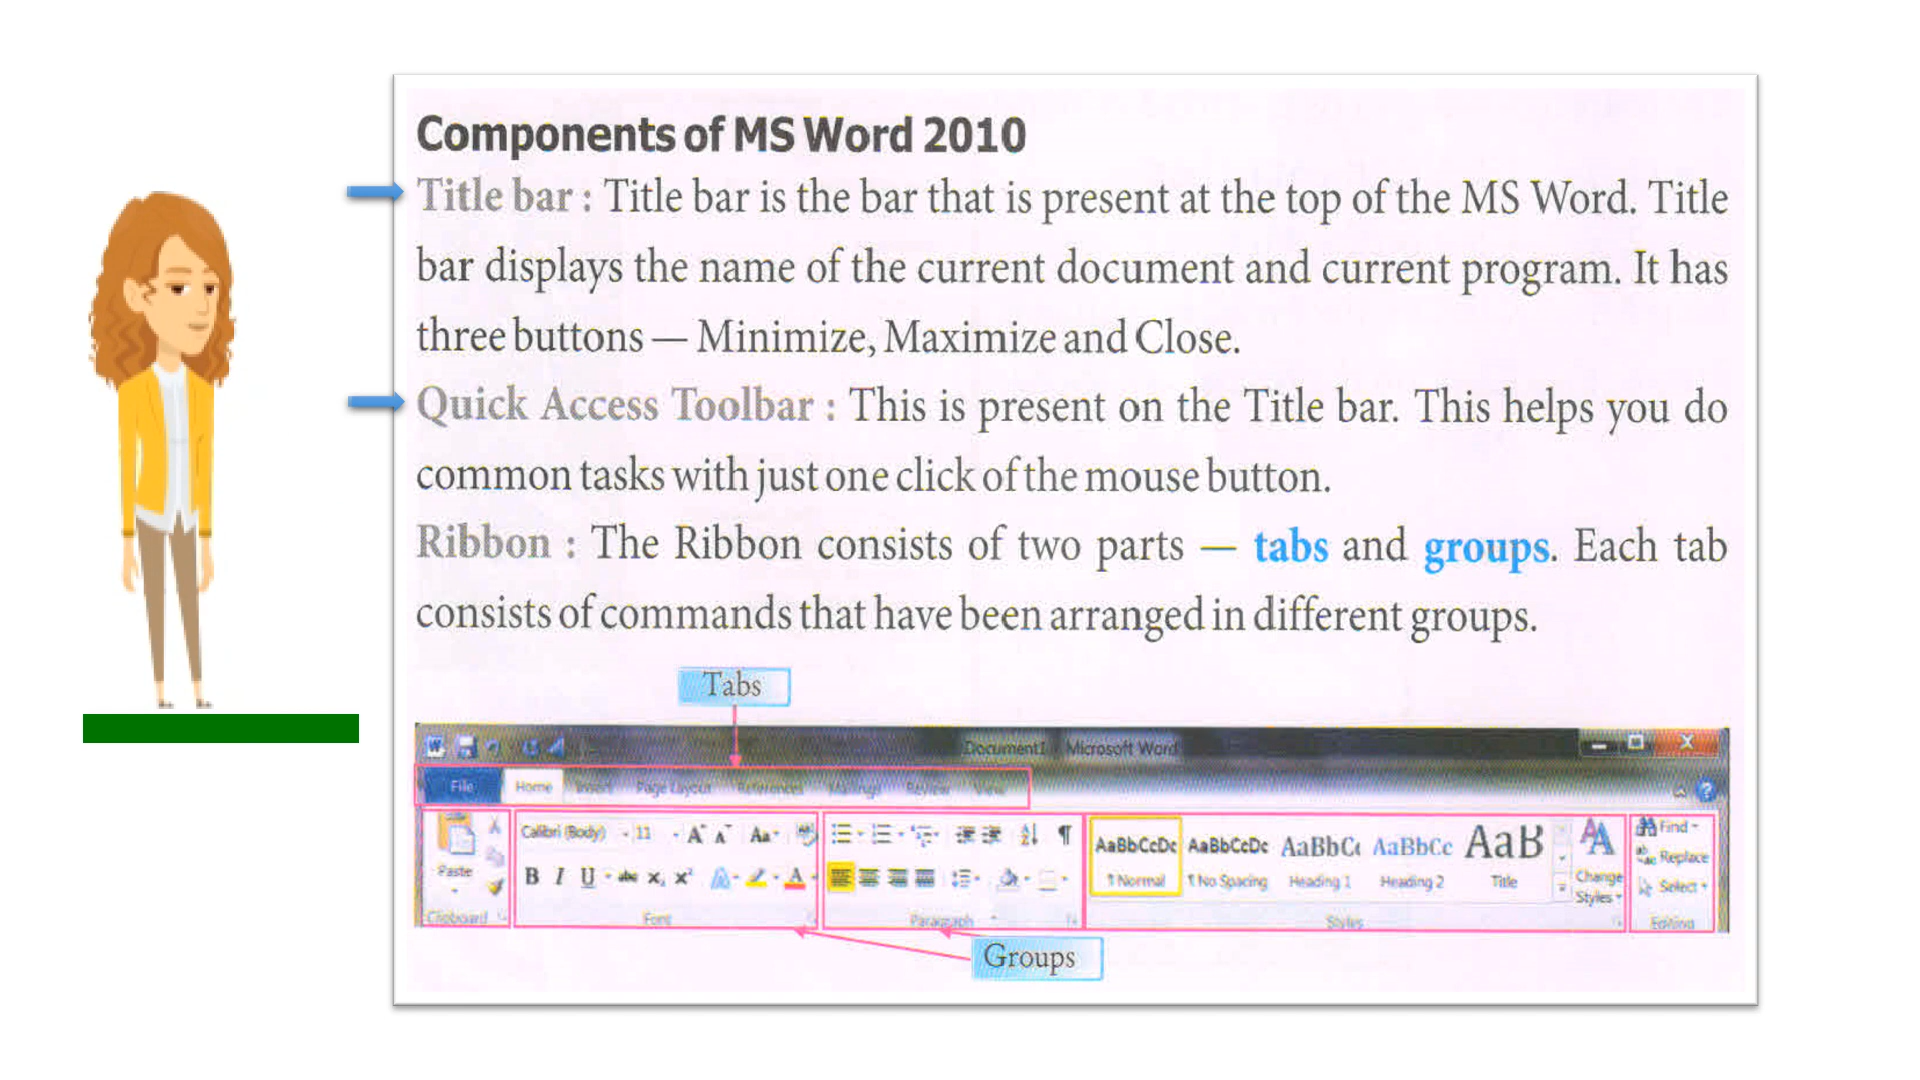 Components of MS Word 2010
Title bar : Title bar is the bar that is present at the top of the MS Word. Title
bar displays the name of the current document and current program. It has
three buttons — Minimize, Maximize and Close.
Quick Access Toolbar : This is present on the Title bar. This helps you do
common tasks with just one click of the mouse button.
Ribbon : The Ribbon consists of two parts — tabs and groups. Each tab
consists of commands that have been arranged in different groups.
Tabs
Document1 Microsoft Word
File Home Insert Page Layout References Mailings Review View
Calibri (Body) 11 Aa
AaBbCcDc AaBbCcDc AaBbCc AaBbCc AaB
Find
Replace
Select
Paste
B I U abc x₂ x² A A
¶ Normal ¶ No Spacing Heading 1 Heading 2 Title
Change
Styles
Clipboard Font Paragraph Styles Editing
Groups